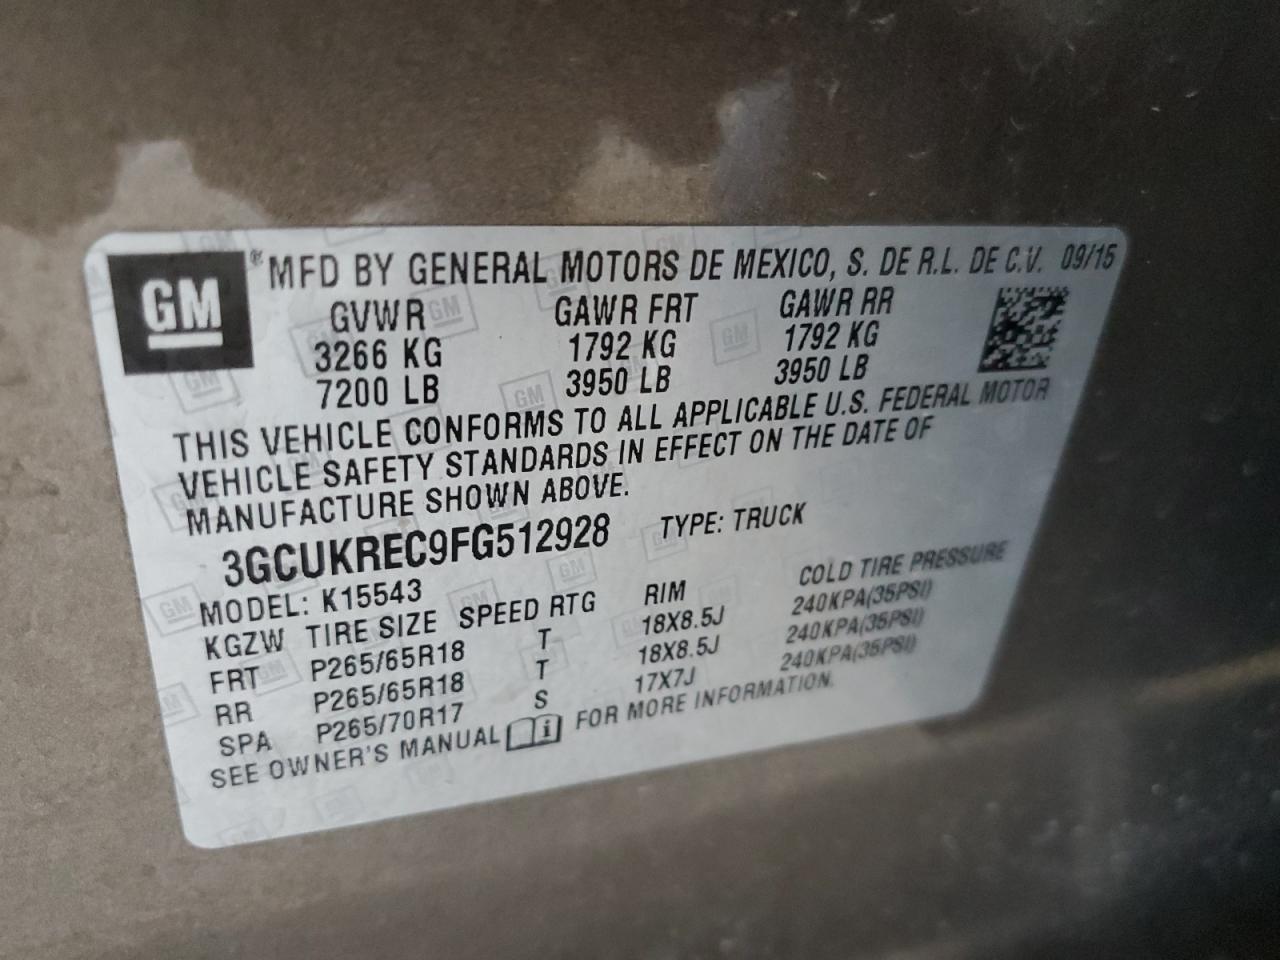 GM ® MFD BY GENERAL MOTORS DE MEXICO, S. DE R.L. DE C.V. 09/15
GVWR GAWR FRT GAWR RR
3266 KG 1792 KG 1792 KG
7200 LB 3950 LB 3950 LB
THIS VEHICLE CONFORMS TO ALL APPLICABLE U.S. FEDERAL MOTOR
VEHICLE SAFETY STANDARDS IN EFFECT ON THE DATE OF
MANUFACTURE SHOWN ABOVE.
3GCUKREC9FG512928 TYPE: TRUCK
MODEL: K15543
KGZW TIRE SIZE SPEED RTG RIM COLD TIRE PRESSURE
FRT P265/65R18 T 18X8.5J 240KPA(35PSI)
RR P265/65R18 T 18X8.5J 240KPA(35PSI)
SPA P265/70R17 S 17X7J 240KPA(35PSI)
SEE OWNER'S MANUAL i FOR MORE INFORMATION.